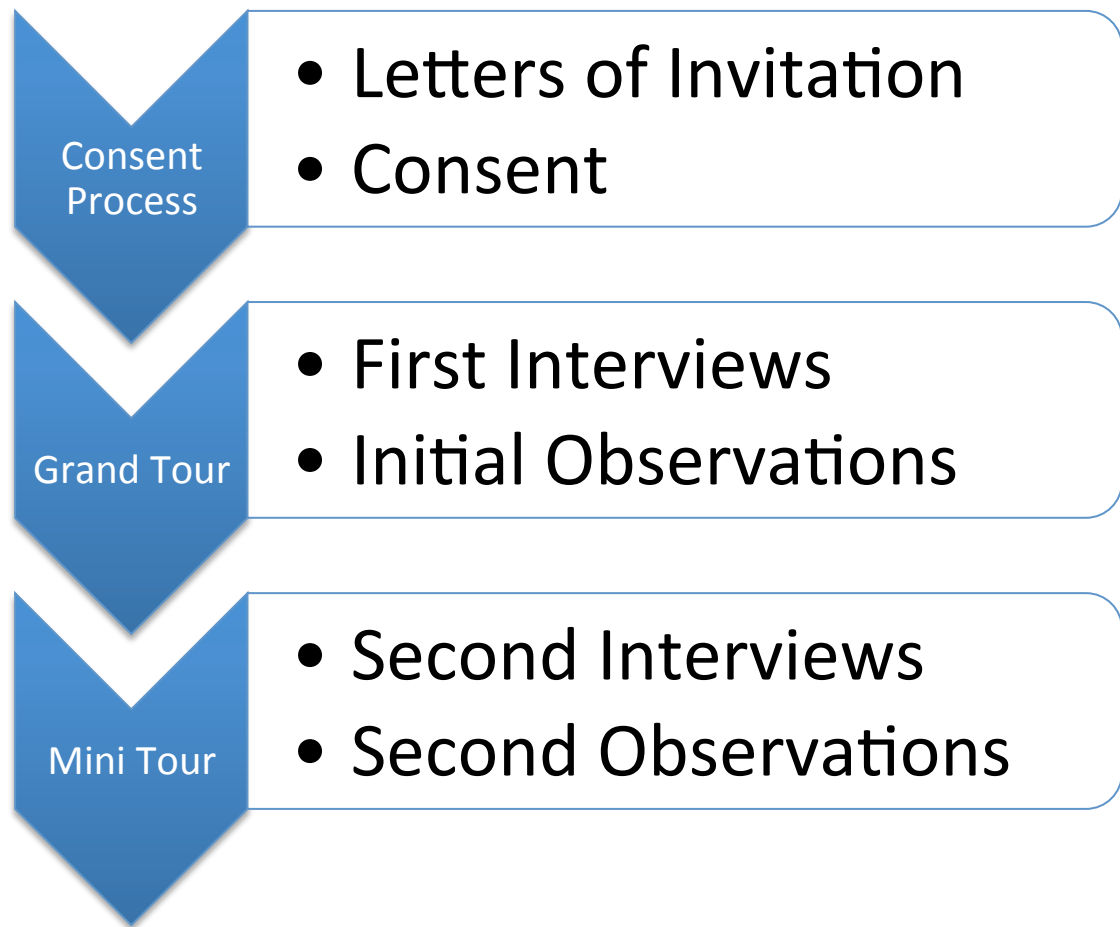 Consent
Process
• Letters of Invitation
• Consent
Grand Tour
• First Interviews
• Initial Observations
Mini Tour
• Second Interviews
• Second Observations